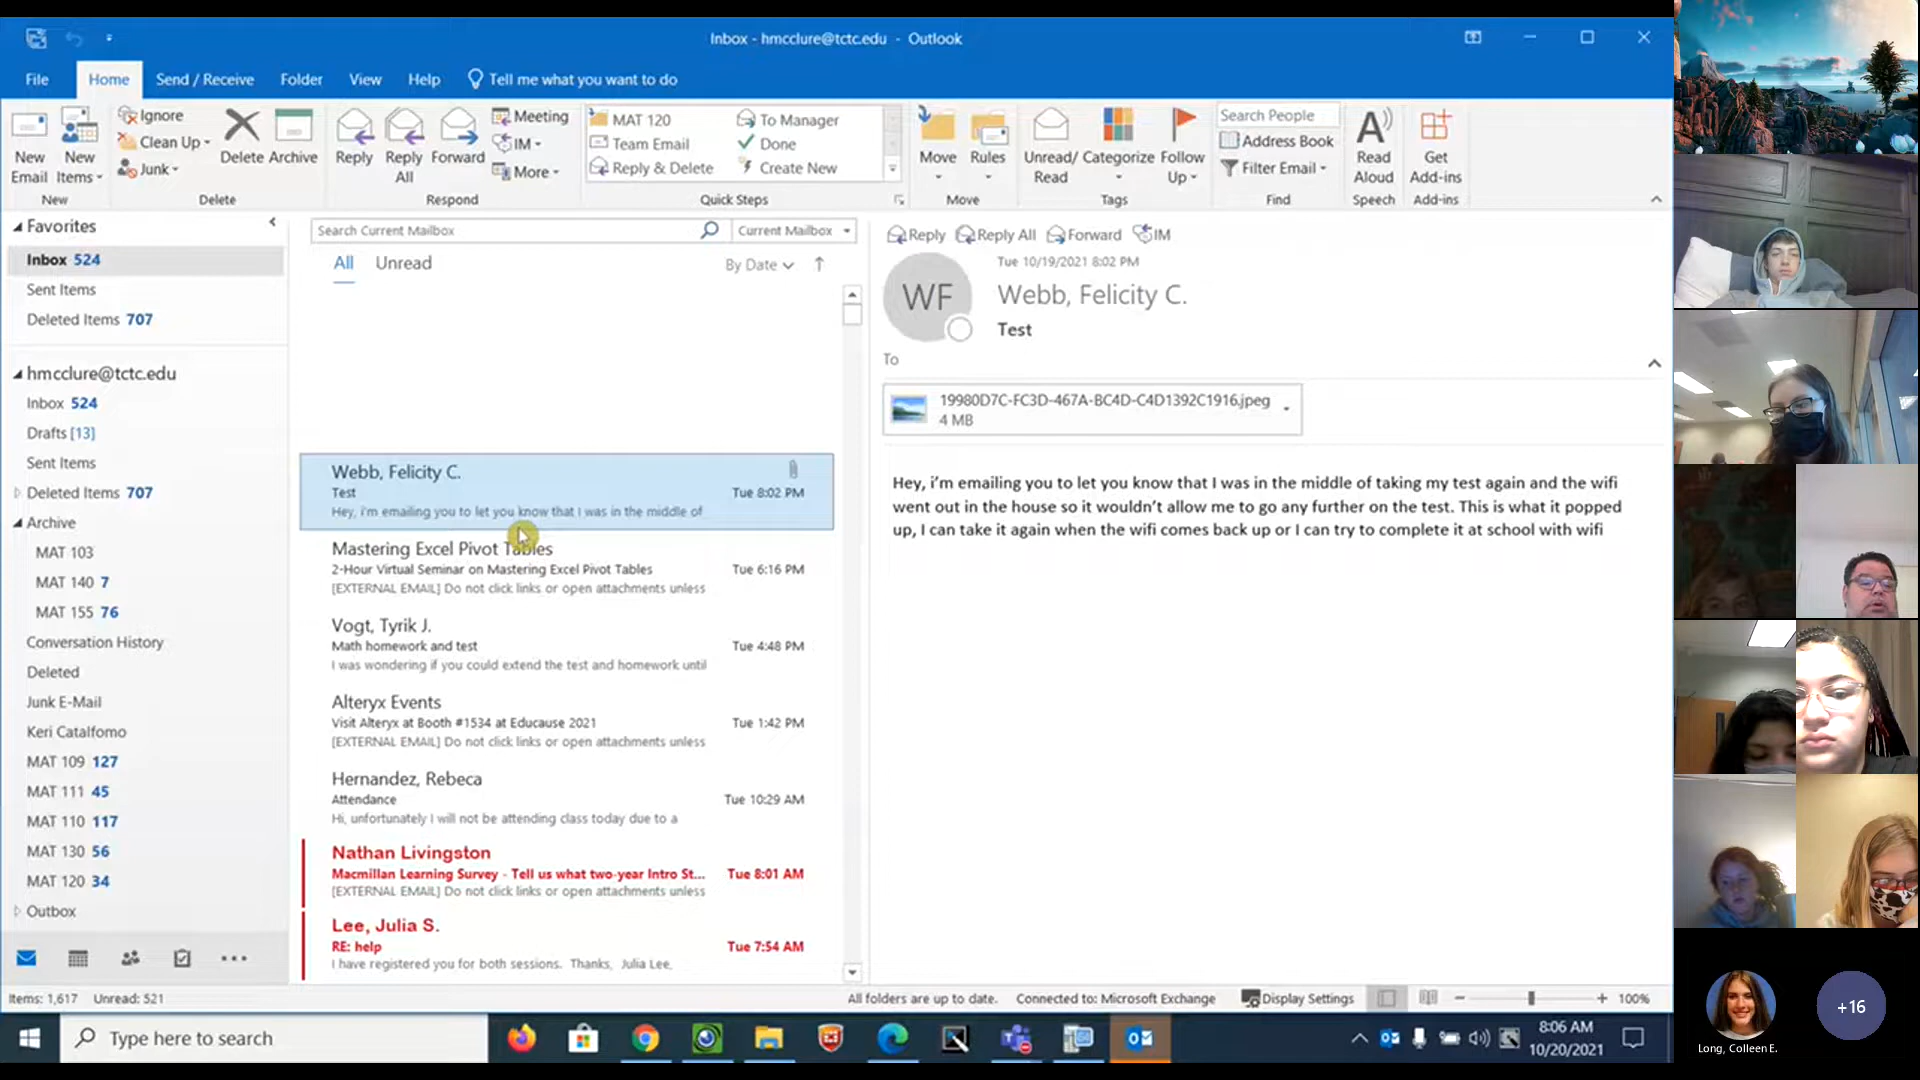 Inbox - hmcclure@tctc.edu - Outlook
File Home Send / Receive Folder View Help Tell me what you want to do
New Email
New Items
New
Ignore
Clean Up
Junk
Delete
Archive
Delete
Reply
Reply All
Forward
Meeting
IM
More
Respond
MAT 120
Team Email
Reply & Delete
To Manager
Done
Create New
Quick Steps
Move
Rules
Move
Unread/ Read
Categorize
Follow Up
Tags
Search People
Address Book
Filter Email
Find
Read Aloud
Speech
Get Add-ins
Add-ins
Favorites
Inbox 524
Sent Items
Deleted Items 707
hmcclure@tctc.edu
Inbox 524
Drafts [13]
Sent Items
Deleted Items 707
Archive
MAT 103
MAT 140 7
MAT 155 76
Conversation History
Deleted
Junk E-Mail
Keri Catalfomo
MAT 109 127
MAT 111 45
MAT 110 117
MAT 130 56
MAT 120 34
Outbox
Search Current Mailbox
Current Mailbox
All Unread
By Date
Webb, Felicity C.
Test Tue 8:02 PM
Hey, i'm emailing you to let you know that I was in the middle of
Mastering Excel Pivot Tables
2-Hour Virtual Seminar on Mastering Excel Pivot Tables Tue 6:16 PM
[EXTERNAL EMAIL] Do not click links or open attachments unless
Vogt, Tyrik J.
Math homework and test Tue 4:48 PM
I was wondering if you could extend the test and homework until
Alteryx Events
Visit Alteryx at Booth #1534 at Educause 2021 Tue 1:42 PM
[EXTERNAL EMAIL] Do not click links or open attachments unless
Hernandez, Rebeca
Attendance Tue 10:29 AM
Hi, unfortunately I will not be attending class today due to a
Nathan Livingston
Macmillan Learning Survey - Tell us what two-year Intro St... Tue 8:01 AM
[EXTERNAL EMAIL] Do not click links or open attachments unless
Lee, Julia S.
RE: help Tue 7:54 AM
I have registered you for both sessions. Thanks, Julia Lee,
Reply Reply All Forward IM
Tue 10/19/2021 8:02 PM
WF
Webb, Felicity C.
Test
To
19980D7C-FC3D-467A-BC4D-C4D1392C1916.jpeg
4 MB
Hey, i'm emailing you to let you know that I was in the middle of taking my test again and the wifi
went out in the house so it wouldn't allow me to go any further on the test. This is what it popped
up, I can take it again when the wifi comes back up or I can try to complete it at school with wifi
Items: 1,617 Unread: 521
All folders are up to date. Connected to: Microsoft Exchange Display Settings 100%
Type here to search
8:06 AM
10/20/2021
+16
Long, Colleen E.